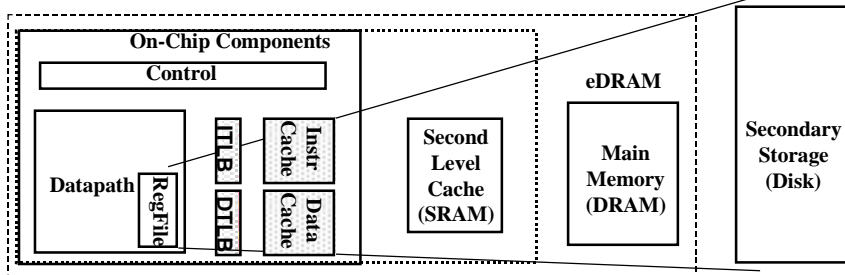 On-Chip Components
Control
eDRAM
Datapath
RegFile
ITLB
DTLB
Instr
Cache
Data
Cache
Second
Level
Cache
(SRAM)
Main
Memory
(DRAM)
Secondary
Storage
(Disk)